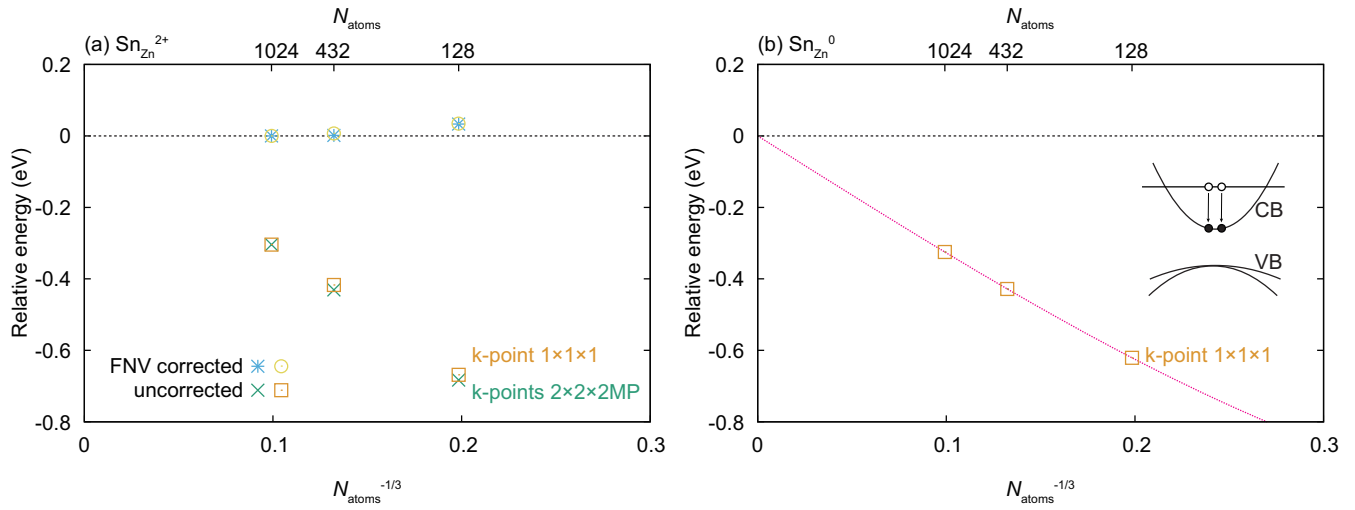 N_atoms
(a) Sn_Zn^2+
1024 432 128
0.2
0
-0.2
-0.4
-0.6
-0.8
Relative energy (eV)
FNV corrected
uncorrected
k-point 1×1×1
k-points 2×2×2MP
0 0.1 0.2 0.3
N_atoms^-1/3
N_atoms
(b) Sn_Zn^0
1024 432 128
0.2
0
-0.2
-0.4
-0.6
-0.8
Relative energy (eV)
CB
VB
k-point 1×1×1
0 0.1 0.2 0.3
N_atoms^-1/3